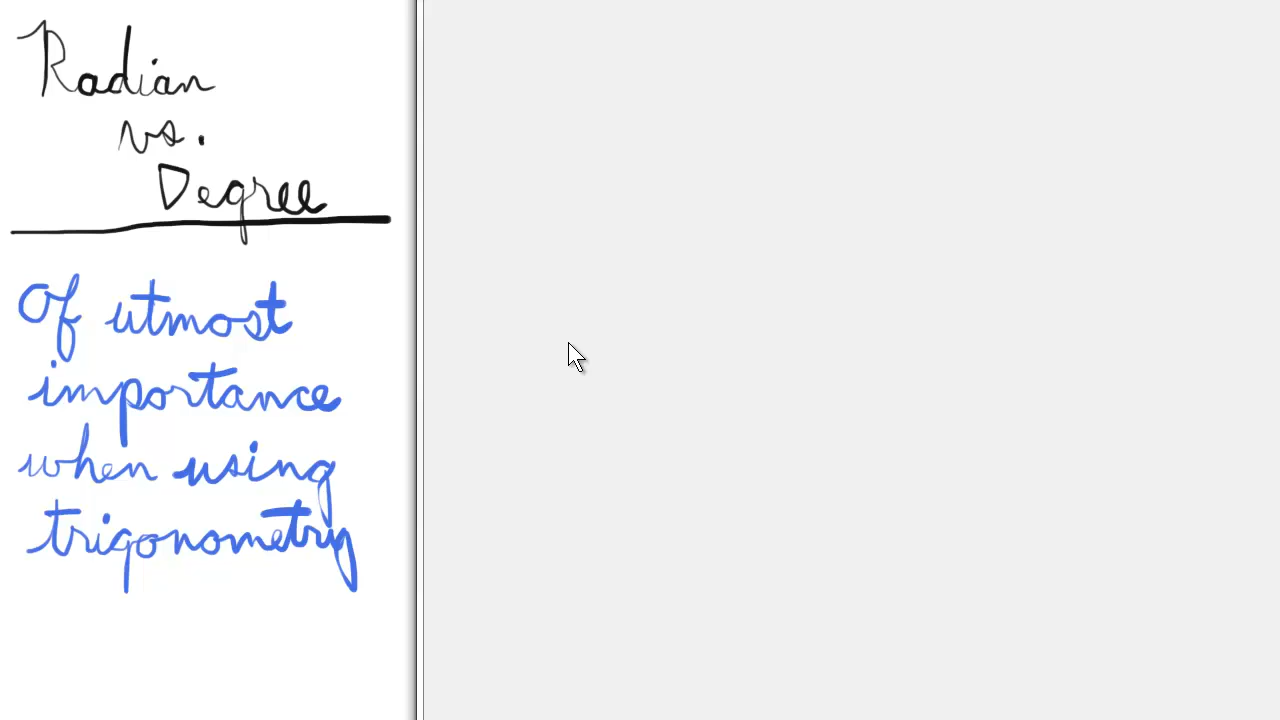 Radian
vs.
Degree
Of utmost
importance
when using
trigonometry